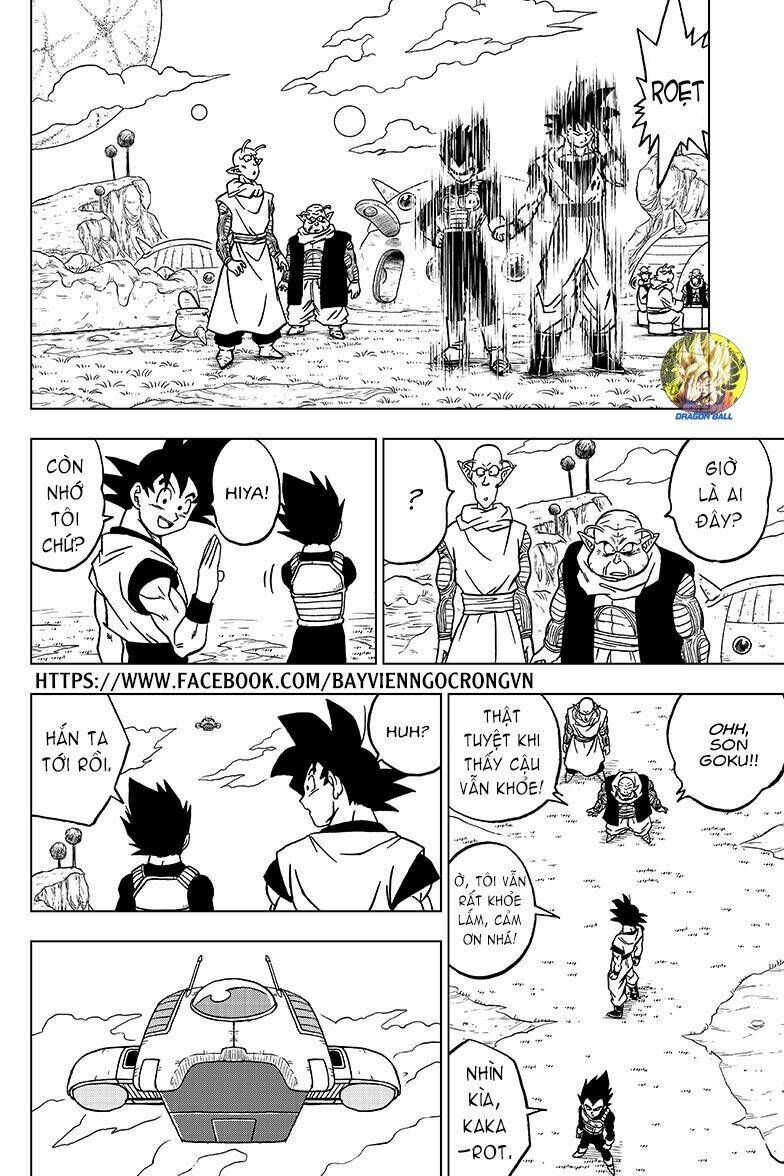 ROẸT
DRAGON BALL
GIỜ
LÀ AI
ĐÂY?
?
HIYA!
CÒN
NHỚ
TÔI
CHỨ?
HTTPS://WWW.FACEBOOK.COM/BAYVIENNGOCRONGVN
OHH,
SON
GOKU!!
THẬT
TUYỆT KHI
THẤY CẬU
VẪN KHỎE!
Ờ, TÔI VẪN
RẤT KHỎE
LẮM, CẢM
ƠN NHÁ!
NHÌN
KÌA,
KAKA
-ROT.
HUH?
HẮN TA
TỚI RỒI.